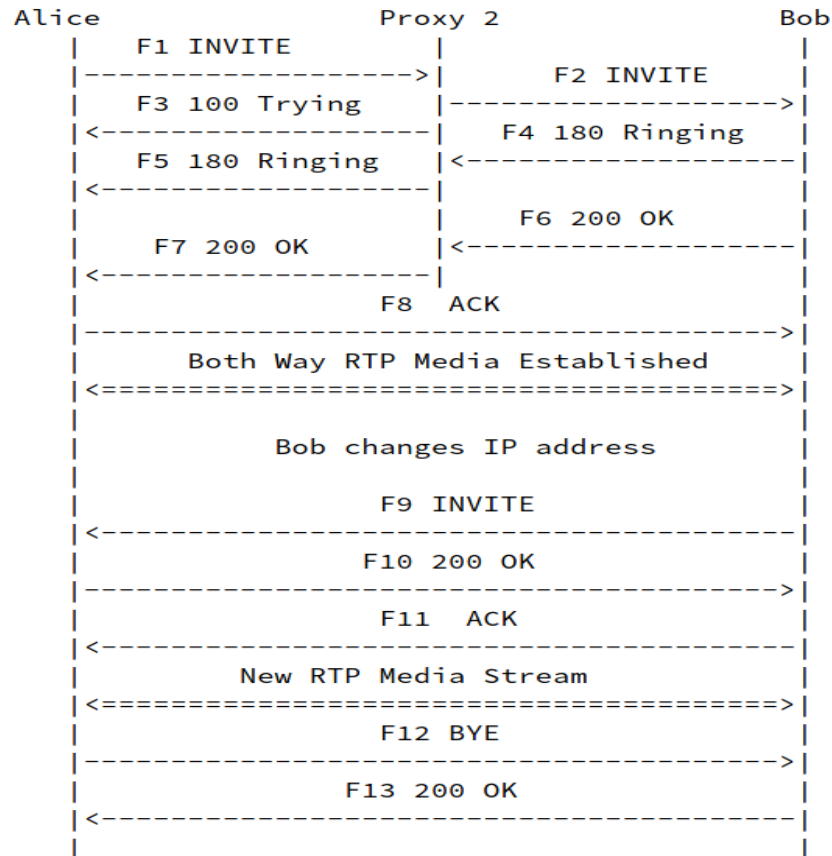 Alice                Proxy 2                Bob
   |   F1 INVITE        |                    |
   |------------------->|      F2 INVITE     |
   |   F3 100 Trying    |------------------->|
   |<-------------------|   F4 180 Ringing   |
   |   F5 180 Ringing   |<-------------------|
   |<-------------------|                    |
   |                    |    F6 200 OK       |
   |    F7 200 OK       |<-------------------|
   |<-------------------|                    |
   |                 F8  ACK                 |
   |---------------------------------------->|
   |      Both Way RTP Media Established     |
   |<=======================================>|
   |                                         |
   |           Bob changes IP address        |
   |                                         |
   |                 F9 INVITE               |
   |<----------------------------------------|
   |                F10 200 OK               |
   |---------------------------------------->|
   |                 F11  ACK                |
   |<----------------------------------------|
   |         New RTP Media Stream            |
   |<=======================================>|
   |                 F12 BYE                 |
   |---------------------------------------->|
   |               F13 200 OK                |
   |<----------------------------------------|
   |                                         |